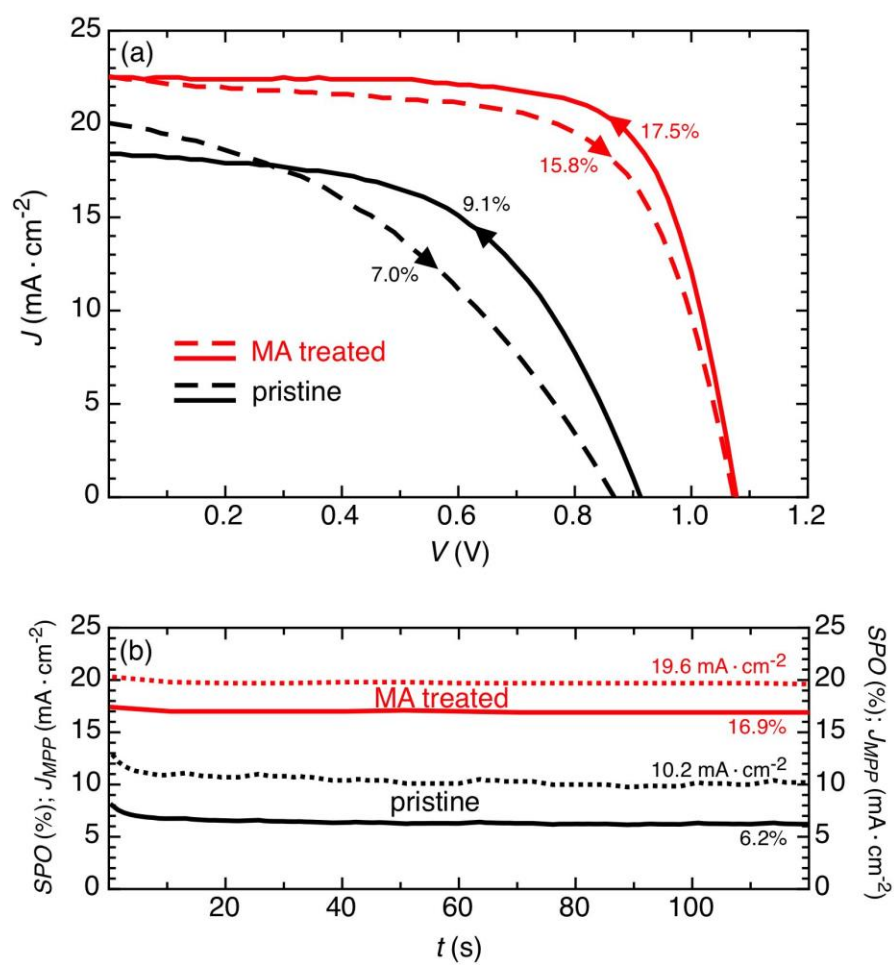 (a)
25
20
15
10
5
0
J (mA·cm⁻²)
17.5%
15.8%
9.1%
7.0%
MA treated
pristine
0.2 0.4 0.6 0.8 1.0 1.2
V (V)
(b)
25 25
20 20
15 15
10 10
5 5
0 0
SPO (%); J_MPP (mA·cm⁻²)
SPO (%); J_MPP (mA·cm⁻²)
19.6 mA·cm⁻²
MA treated
16.9%
10.2 mA·cm⁻²
pristine
6.2%
20 40 60 80 100
t (s)